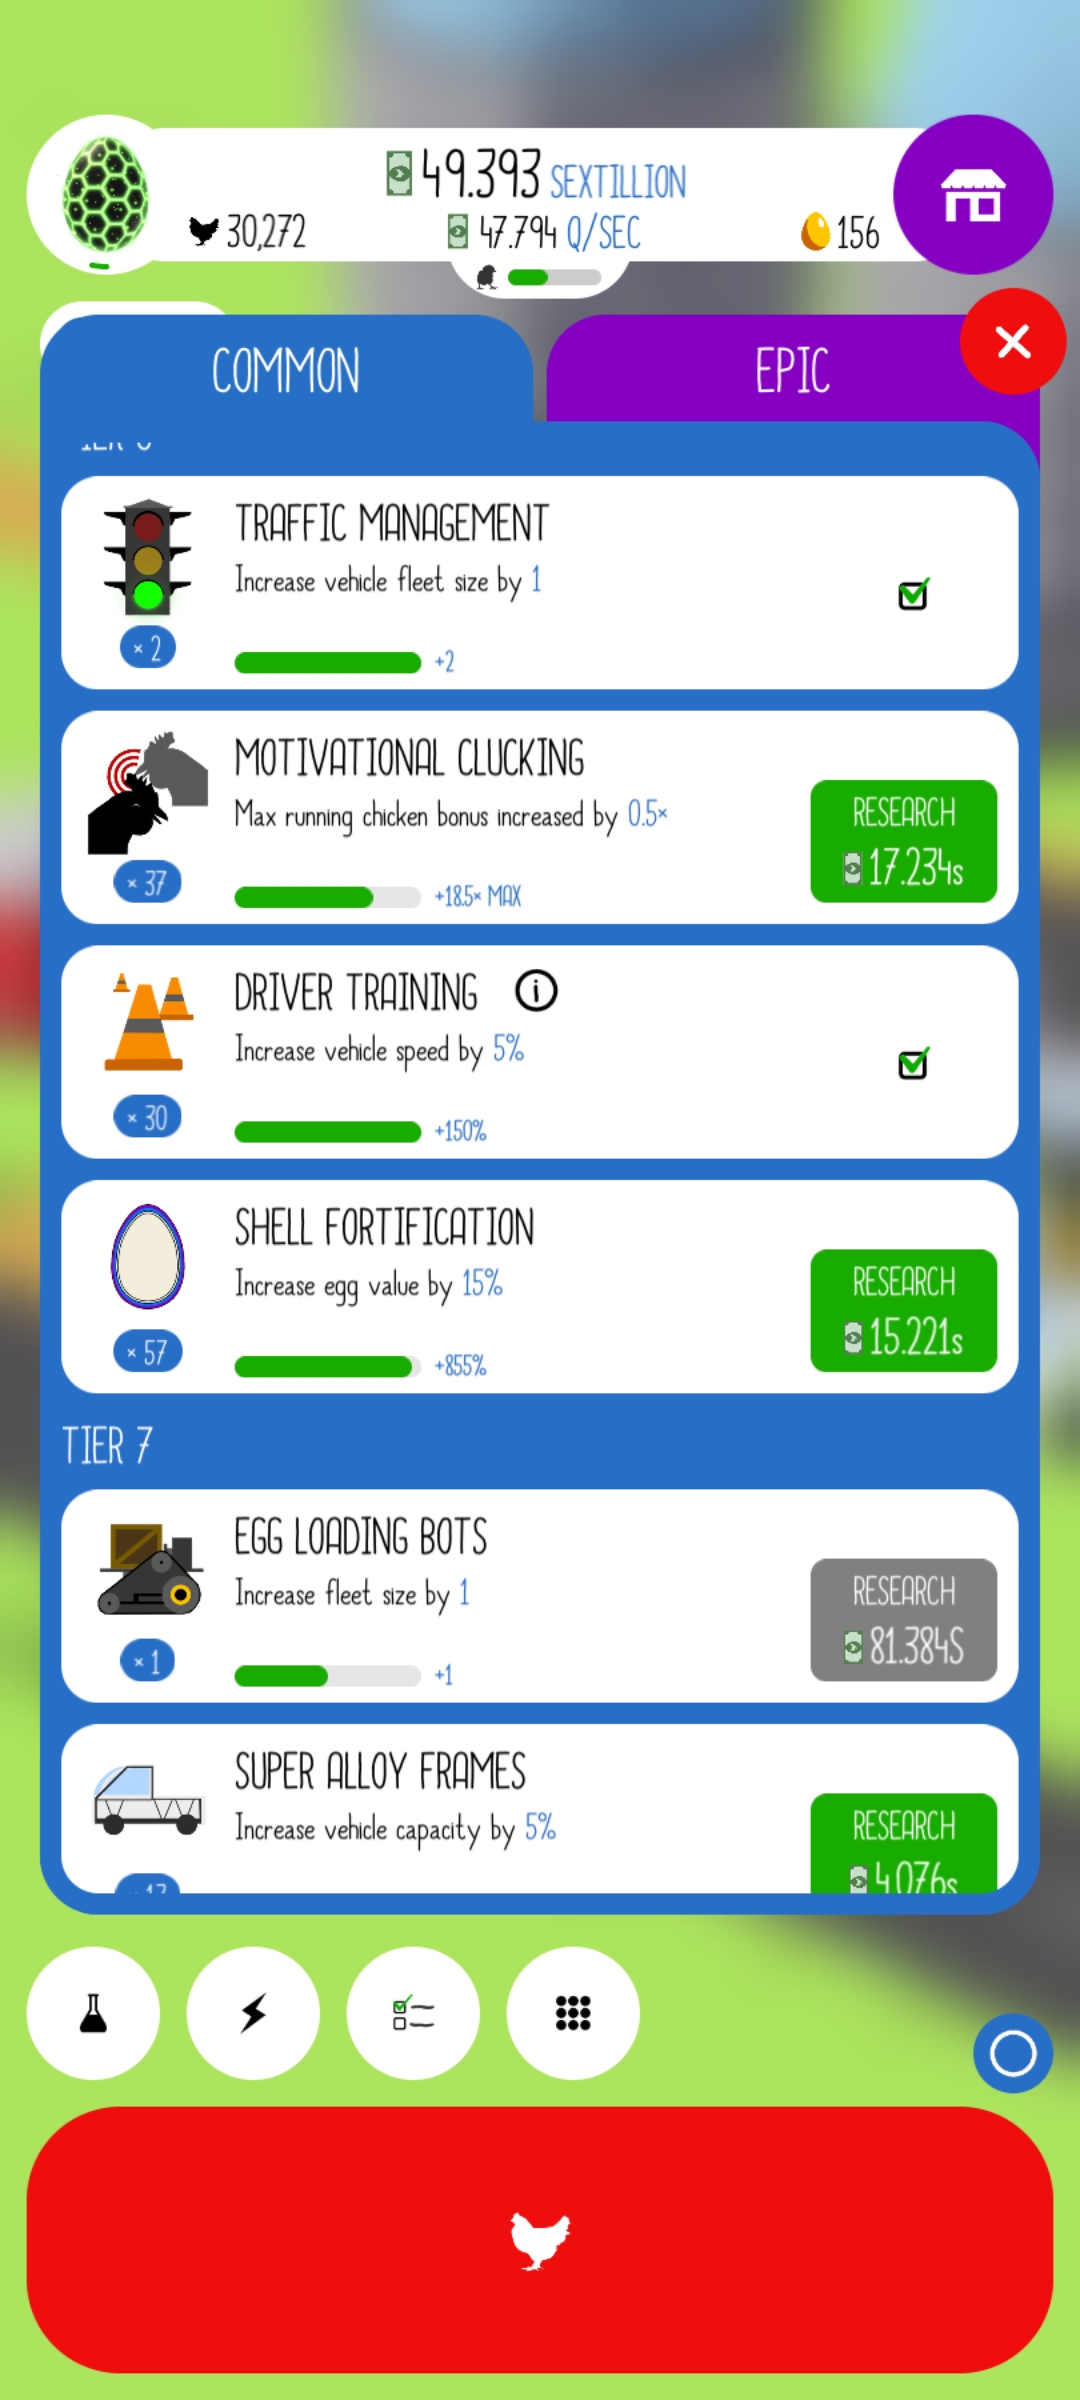 49.393 SEXTILLION
30,272
47.794 Q/SEC
156
COMMON
EPIC
TRAFFIC MANAGEMENT
Increase vehicle fleet size by 1
× 2
+2
MOTIVATIONAL CLUCKING
Max running chicken bonus increased by 0.5×
RESEARCH
17.234s
× 37
+18.5× MAX
DRIVER TRAINING
Increase vehicle speed by 5%
× 30
+150%
SHELL FORTIFICATION
Increase egg value by 15%
RESEARCH
15.221s
× 57
+855%
TIER 7
EGG LOADING BOTS
Increase fleet size by 1
RESEARCH
81.384S
× 1
+1
SUPER ALLOY FRAMES
Increase vehicle capacity by 5%
RESEARCH
4.076s